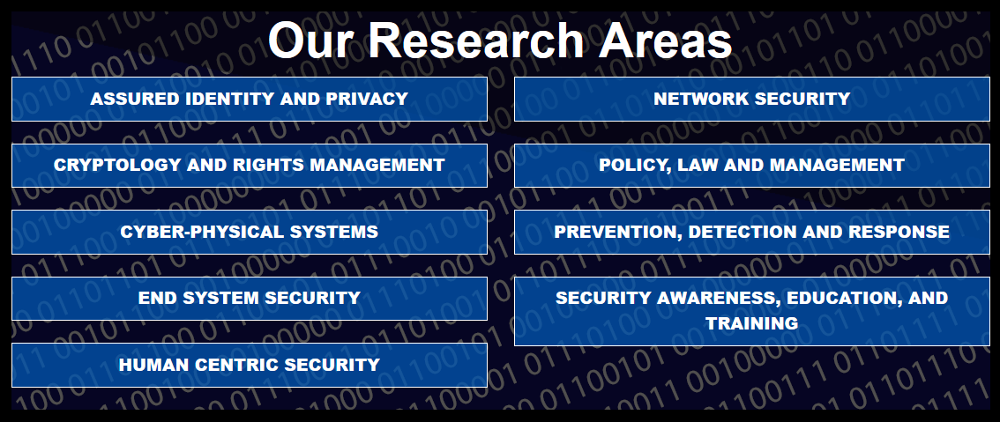 Our Research Areas
ASSURED IDENTITY AND PRIVACY
CRYPTOLOGY AND RIGHTS MANAGEMENT
CYBER-PHYSICAL SYSTEMS
END SYSTEM SECURITY
HUMAN CENTRIC SECURITY
NETWORK SECURITY
POLICY, LAW AND MANAGEMENT
PREVENTION, DETECTION AND RESPONSE
SECURITY AWARENESS, EDUCATION, AND
TRAINING